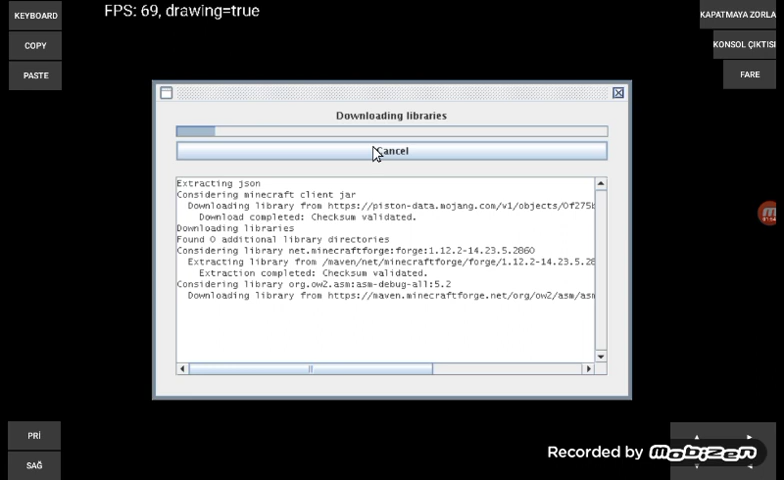 KEYBOARD
FPS: 69, drawing=true
KAPATMAYA ZORLA
COPY
KONSOL ÇIKTISI
PASTE
FARE
Downloading libraries
Cancel
Extracting json
Considering minecraft client jar
Downloading library from https://piston-data.mojang.com/v1/objects/0f275b
Download completed: Checksum validated.
Downloading libraries
Found 0 additional library directories
Considering library net.minecraftforge:forge:1.12.2-14.23.5.2860
Extracting library from /maven/net/minecraftforge/forge/1.12.2-14.23.5.28
Extraction completed: Checksum validated.
Considering library org.ow2.asm:asm-debug-all:5.2
Downloading library from https://maven.minecraftforge.net/org/ow2/asm/asm
PRİ
SAĞ
Recorded by mobizen